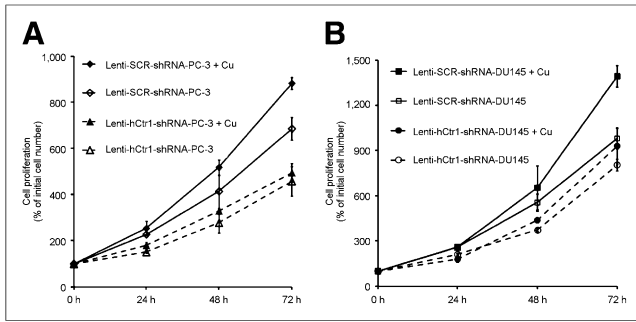 A
Lenti-SCR-shRNA-PC-3 + Cu
Lenti-SCR-shRNA-PC-3
Lenti-hCtr1-shRNA-PC-3 + Cu
Lenti-hCtr1-shRNA-PC-3
Cell proliferation
(% of initial cell number)
1,000
800
600
400
200
0
0 h
24 h
48 h
72 h
B
Lenti-SCR-shRNA-DU145 + Cu
Lenti-SCR-shRNA-DU145
Lenti-hCtr1-shRNA-DU145 + Cu
Lenti-hCtr1-shRNA-DU145
Cell proliferation
(% of initial cell number)
1,500
1,200
900
600
300
0
0 h
24 h
48 h
72 h